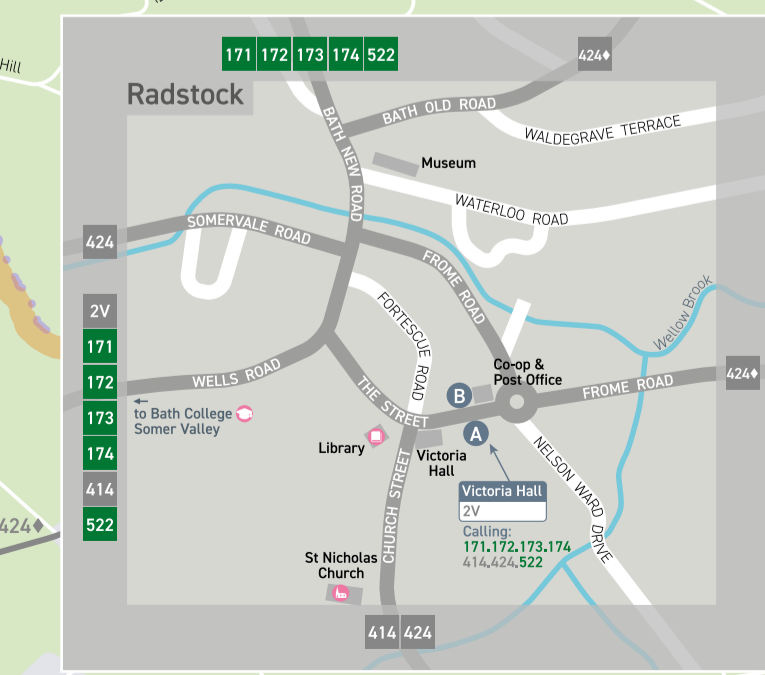 171 172 173 174 522
424♦
Hill
Radstock
BATH OLD ROAD
WALDEGRAVE TERRACE
BATH NEW ROAD
Museum
WATERLOO ROAD
SOMERVALE ROAD
424
FROME ROAD
Wellow Brook
2V
171
172
173
174
414
522
FORTESCUE ROAD
Co-op &
Post Office
424♦
WELLS ROAD
THE STREET
B
FROME ROAD
← to Bath College
Somer Valley
A
Library
Victoria
Hall
NELSON WARD DRIVE
CHURCH STREET
Victoria Hall
2V
Calling:
171.172.173.174
414.424.522
424♦
St Nicholas
Church
414 424